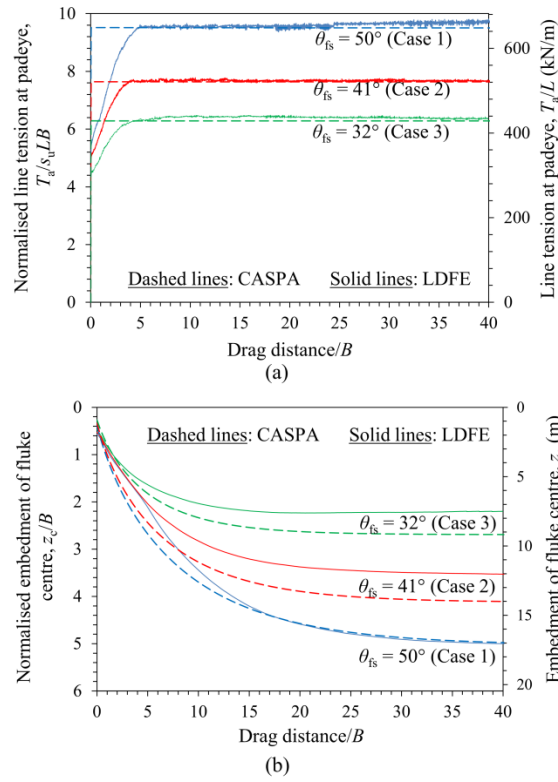 Normalised line tension at padeye,
Tₐ/sᵤLB
10
8
6
4
2
0
θfs = 50° (Case 1)
θfs = 41° (Case 2)
θfs = 32° (Case 3)
Dashed lines: CASPA Solid lines: LDFE
600
450
300
150
0
Line tension at padeye, Tₐ/L (kN/m)
0 5 10 15 20 25 30 35 40
Drag distance/B
(a)
Normalised embedment of fluke
centre, z_c/B
0
1
2
3
4
5
6
Dashed lines: CASPA Solid lines: LDFE
θfs = 32° (Case 3)
θfs = 41° (Case 2)
θfs = 50° (Case 1)
0
5
10
15
20
Embedment of fluke centre, z (m)
0 5 10 15 20 25 30 35 40
Drag distance/B
(b)